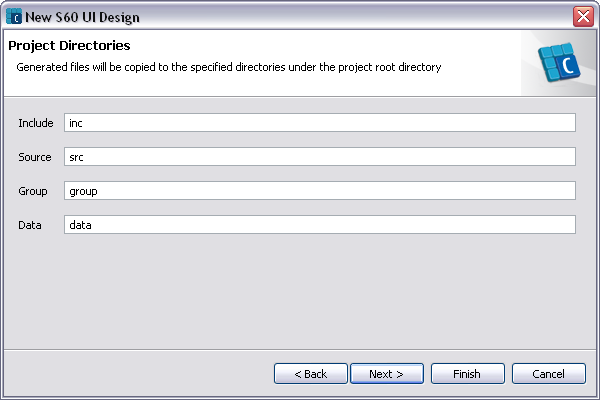 New S60 UI Design
Project Directories
Generated files will be copied to the specified directories under the project root directory
C
Include inc
Source src
Group group
Data data
< Back Next > Finish Cancel